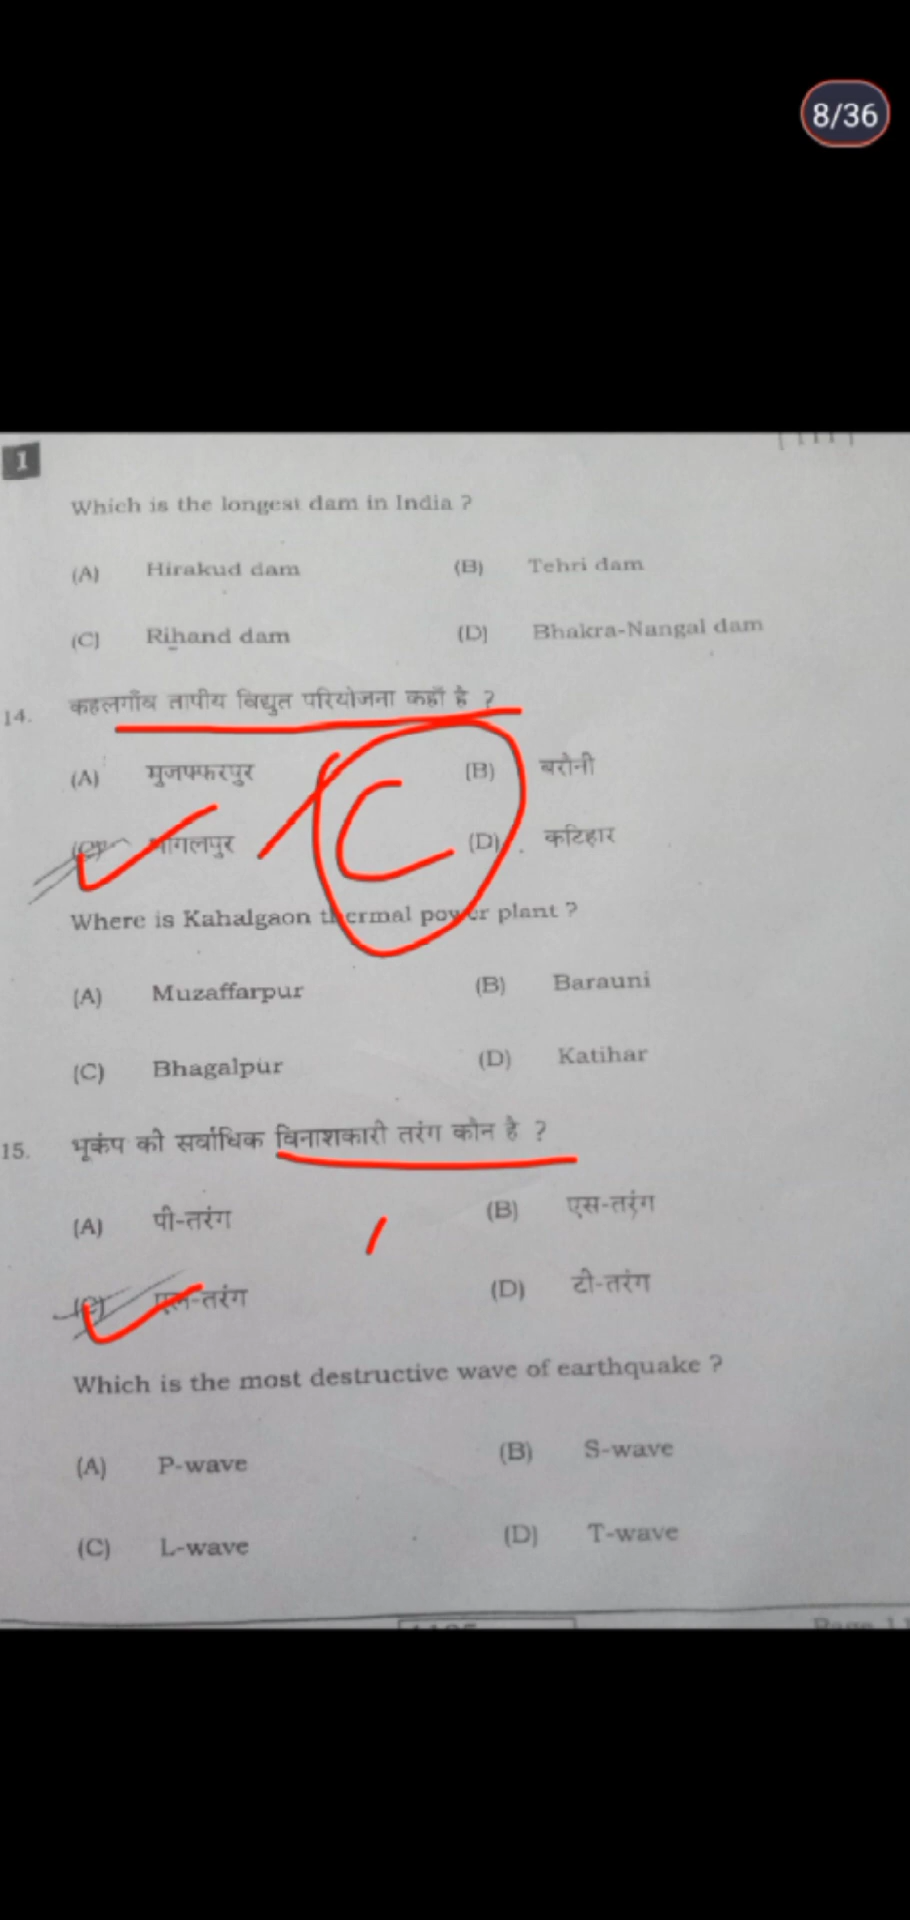 8/36
1
Which is the longest dam in India ?
(A) Hirakud dam (B) Tehri dam
(C) Rihand dam (D) Bhakra-Nangal dam
14. कहलगाँव तापीय विद्युत परियोजना कहाँ है ?
(A) मुजफ्फरपुर (B) बरौनी
(C) भागलपुर (D) कटिहार
C
Where is Kahalgaon thermal power plant ?
(A) Muzaffarpur (B) Barauni
(C) Bhagalpur (D) Katihar
15. भूकंप की सर्वाधिक विनाशकारी तरंग कौन है ?
(A) पी-तरंग (B) एस-तरंग
(C) एल-तरंग (D) टी-तरंग
Which is the most destructive wave of earthquake ?
(A) P-wave (B) S-wave
(C) L-wave (D) T-wave